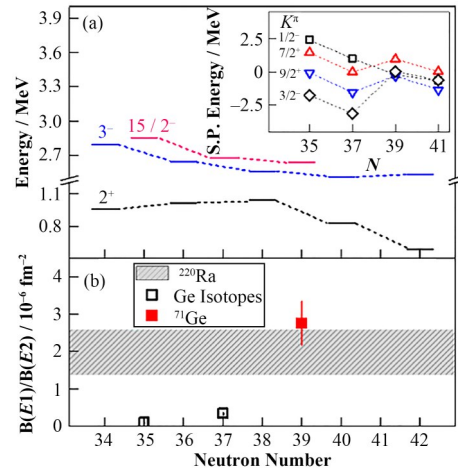 (a)
Energy / MeV
3.9
3.6
3.3
3.0
2.7
1.1
0.8
3⁻
15 / 2⁻
2⁺
S.P. Energy / MeV
2.5
0
−2.5
Kπ
1/2⁻
7/2⁺
9/2⁻
3/2⁻
35 37 39 41
N
(b)
B(E1)/B(E2) / 10⁻⁶ fm⁻²
4
3
2
1
0
²²⁰Ra
Ge Isotopes
⁷¹Ge
34 35 36 37 38 39 40 41 42
Neutron Number